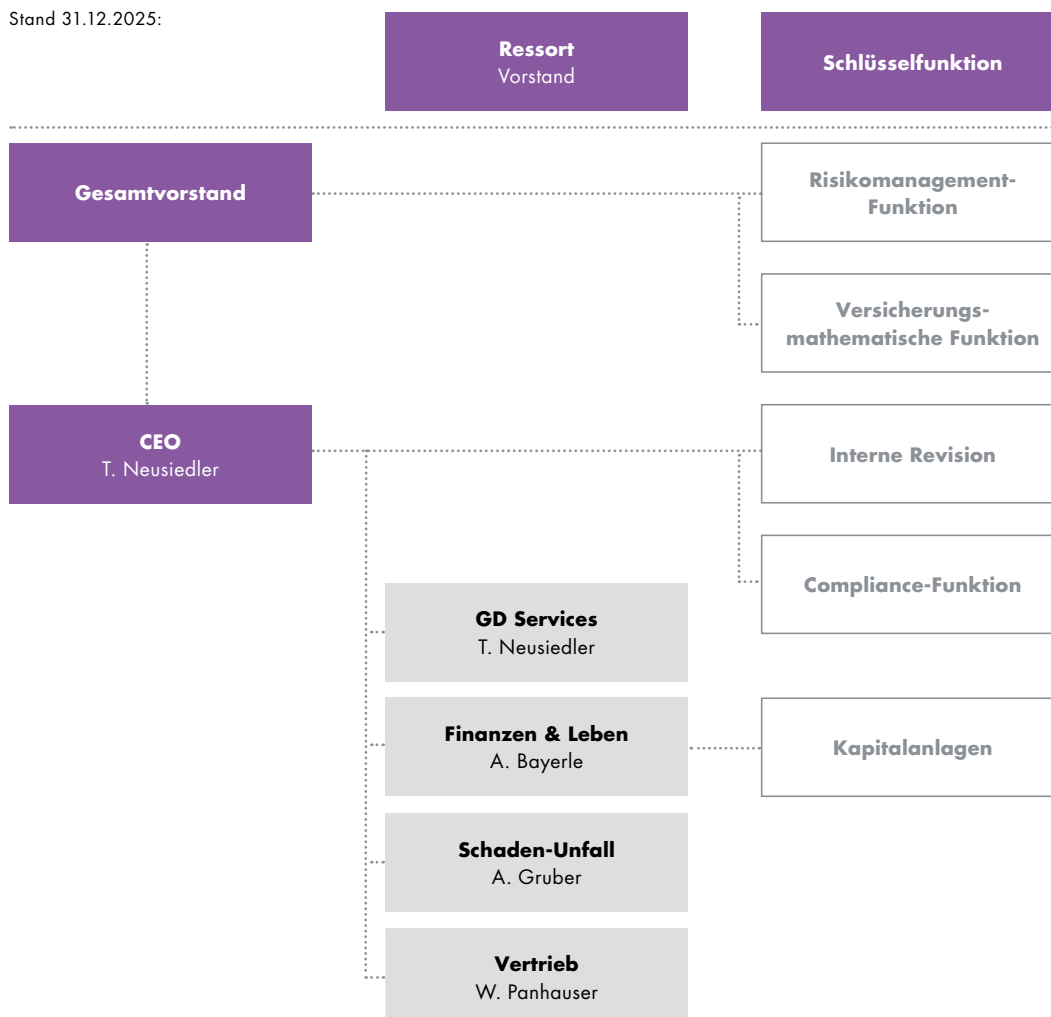 Stand 31.12.2025:
Ressort
Vorstand
Schlüsselfunktion
Gesamtvorstand
Risikomanagement-
Funktion
Versicherungs-
mathematische Funktion
CEO
T. Neusiedler
Interne Revision
Compliance-Funktion
GD Services
T. Neusiedler
Finanzen & Leben
A. Bayerle
Kapitalanlagen
Schaden-Unfall
A. Gruber
Vertrieb
W. Panhauser